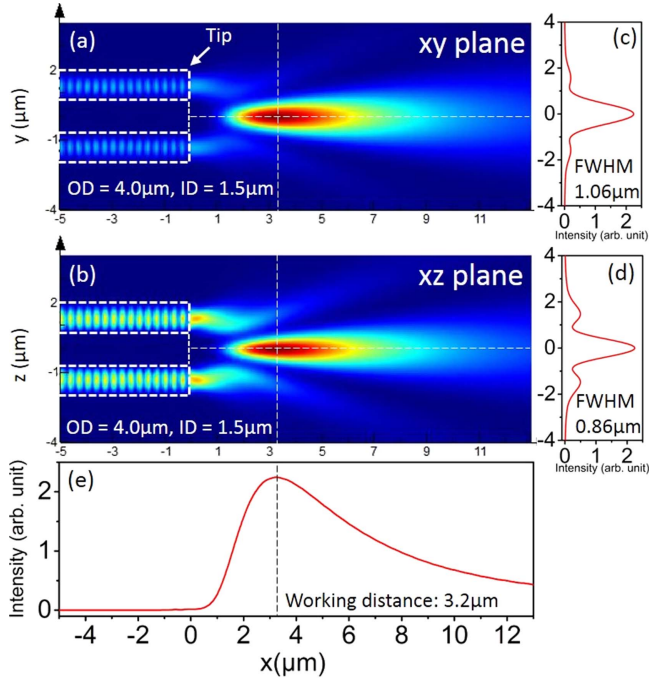 (a)
Tip
xy plane
(c)
y (μm)
2
-1
-4
OD = 4.0μm, ID = 1.5μm
-5 -3 -1 1 3 5 7 9 11
4
2
0
-2
-4
FWHM
1.06μm
0 1 2
Intensity (arb. unit)
(b)
xz plane
(d)
z (μm)
2
-1
-4
OD = 4.0μm, ID = 1.5μm
-5 -3 -1 1 3 5 7 9 11
4
2
0
-2
-4
FWHM
0.86μm
0 1 2
Intensity (arb. unit)
(e)
Intensity (arb. unit)
2
1
0
Working distance: 3.2μm
-4 -2 0 2 4 6 8 10 12
x(μm)